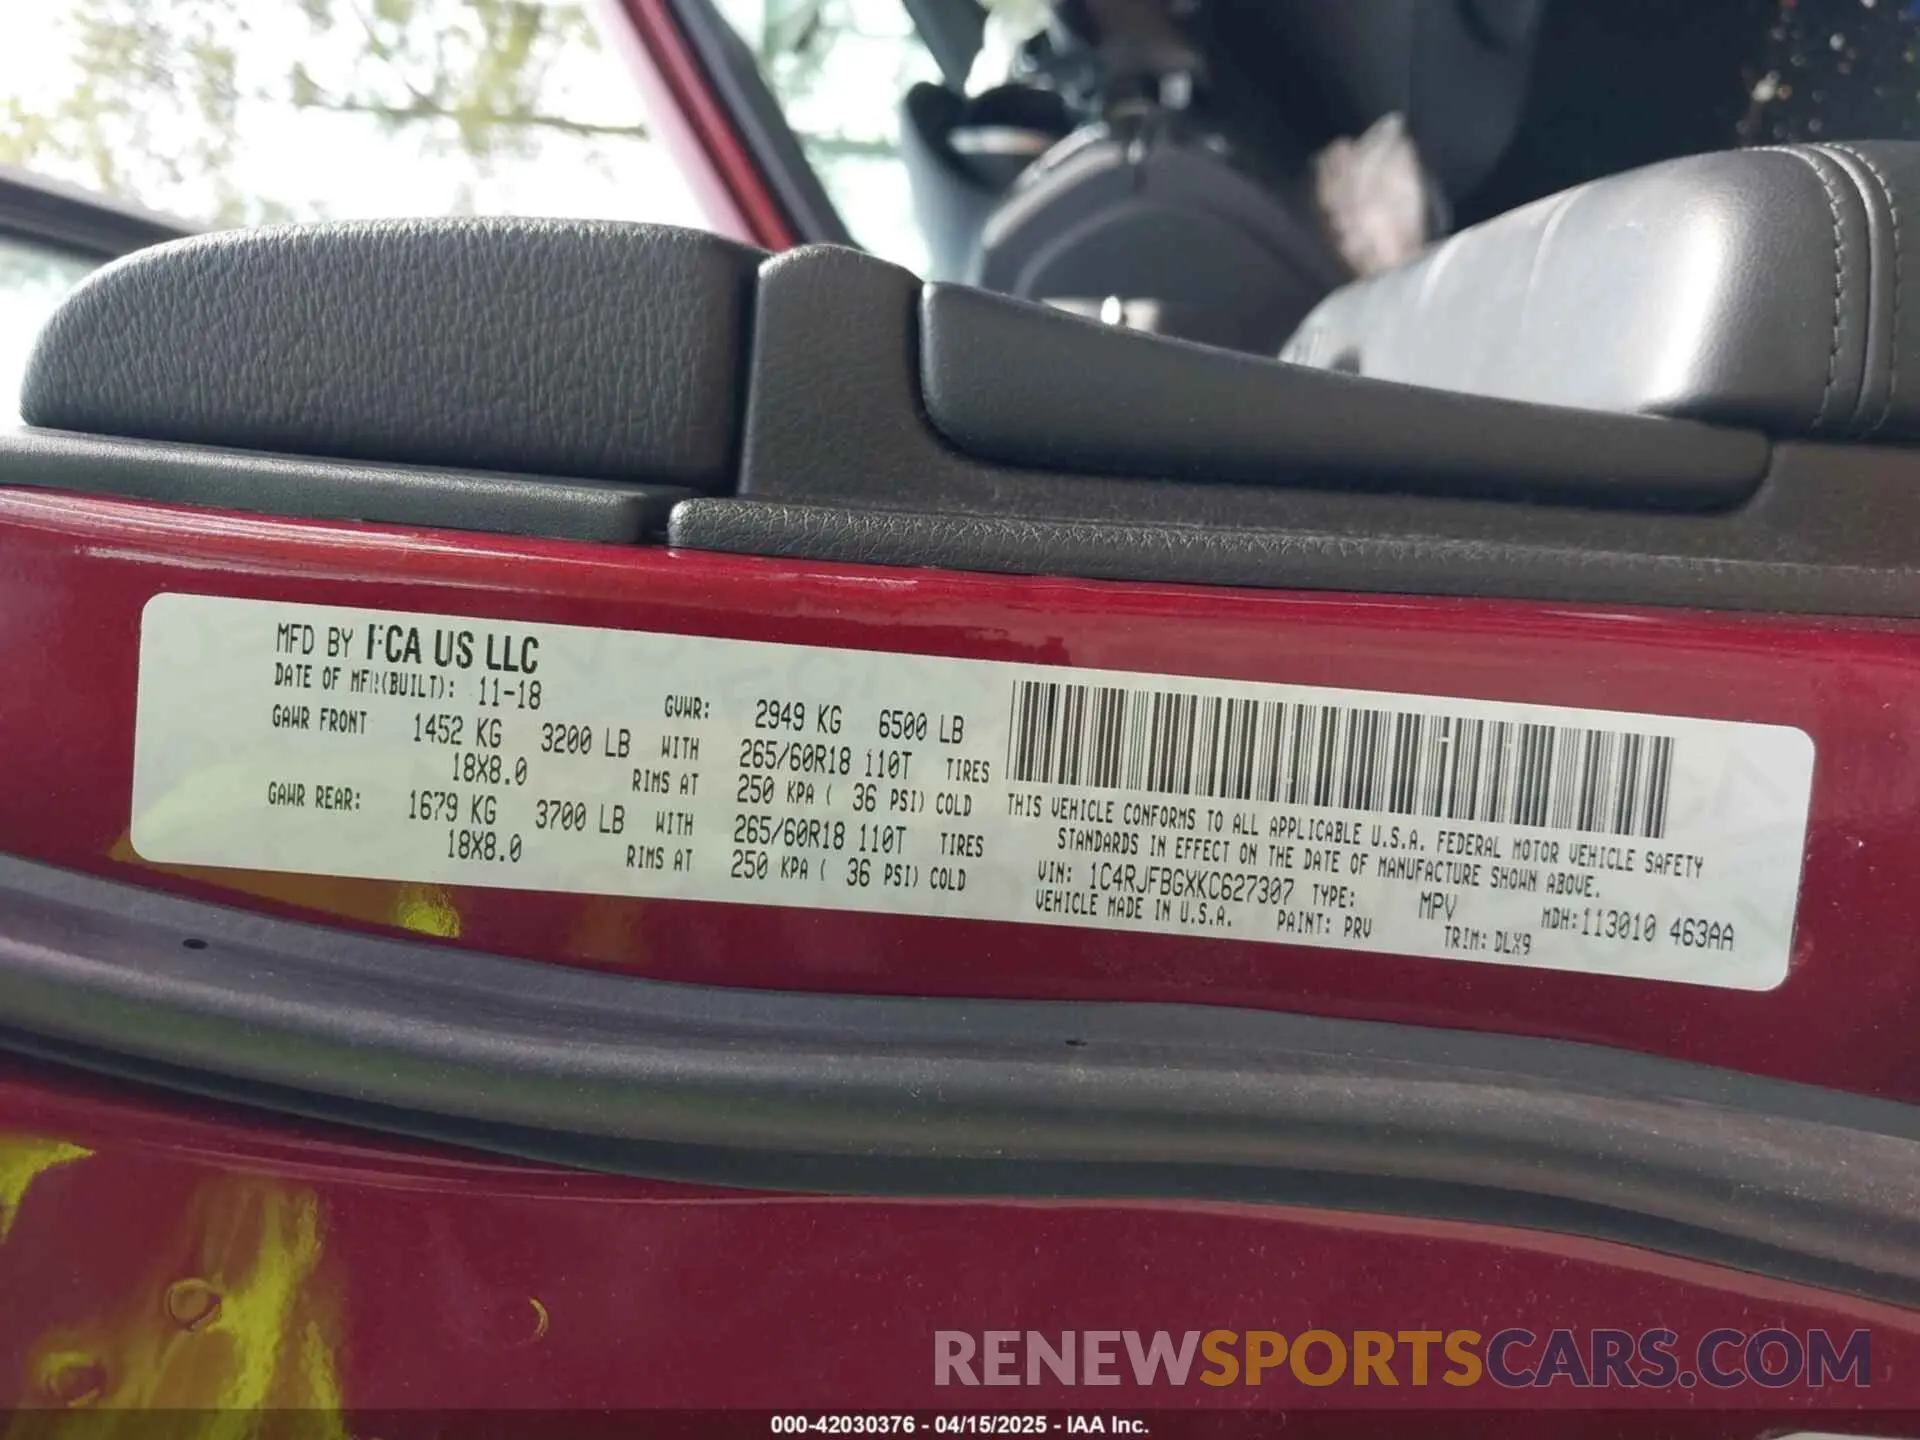 MFD BY FCA US LLC
DATE OF MFR(BUILT): 11-18 GVWR: 2949 KG 6500 LB
GAWR FRONT 1452 KG 3200 LB WITH 265/60R18 110T TIRES
18X8.0 RIMS AT 250 KPA ( 36 PSI) COLD
GAWR REAR: 1679 KG 3700 LB WITH 265/60R18 110T TIRES
18X8.0 RIMS AT 250 KPA ( 36 PSI) COLD
THIS VEHICLE CONFORMS TO ALL APPLICABLE U.S.A. FEDERAL MOTOR VEHICLE SAFETY
STANDARDS IN EFFECT ON THE DATE OF MANUFACTURE SHOWN ABOVE.
VIN: 1C4RJFBGXKC627307 TYPE: MPV MDH:113010 463AA
VEHICLE MADE IN U.S.A. PAINT: PRV TRIM: DLX9
RENEWSPORTSCARS.COM
000-42030376 - 04/15/2025 - IAA Inc.